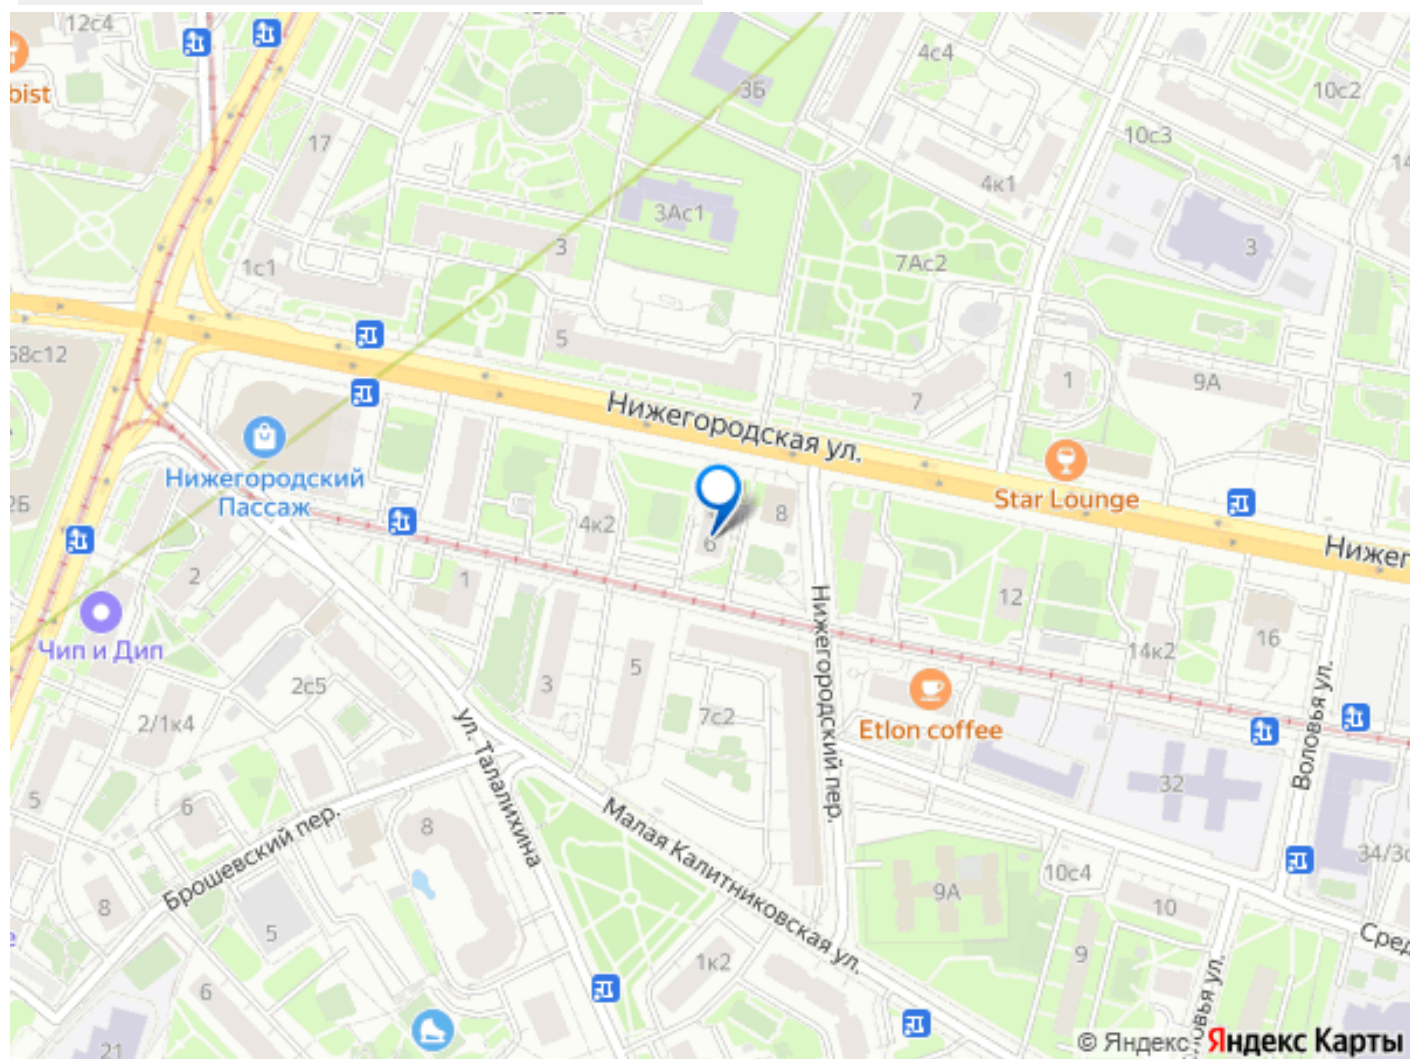 12с4
bist
17
3Б
4с4
10с2
10с3
4к1
3Ас1
3
7Ас2
3
1с1
5
58с12
7
1
9А
Нижегородская ул.
Нижегородский
Пассаж
2Б
4к2
6
8
Star Lounge
Нижег
2
1
12
14к2
16
Чип и Дип
2с5
3
5
7с2
Нижегородский пер.
Etlon coffee
Воловья ул.
2/1к4
ул. Талалихина
32
5
6
8
Брошевский пер.
Малая Калитниковская ул.
34/3с
8
5
9А
10с4
10
9
Сред
6
1к2
21
овья ул.
© Яндекс
Яндекс Карты